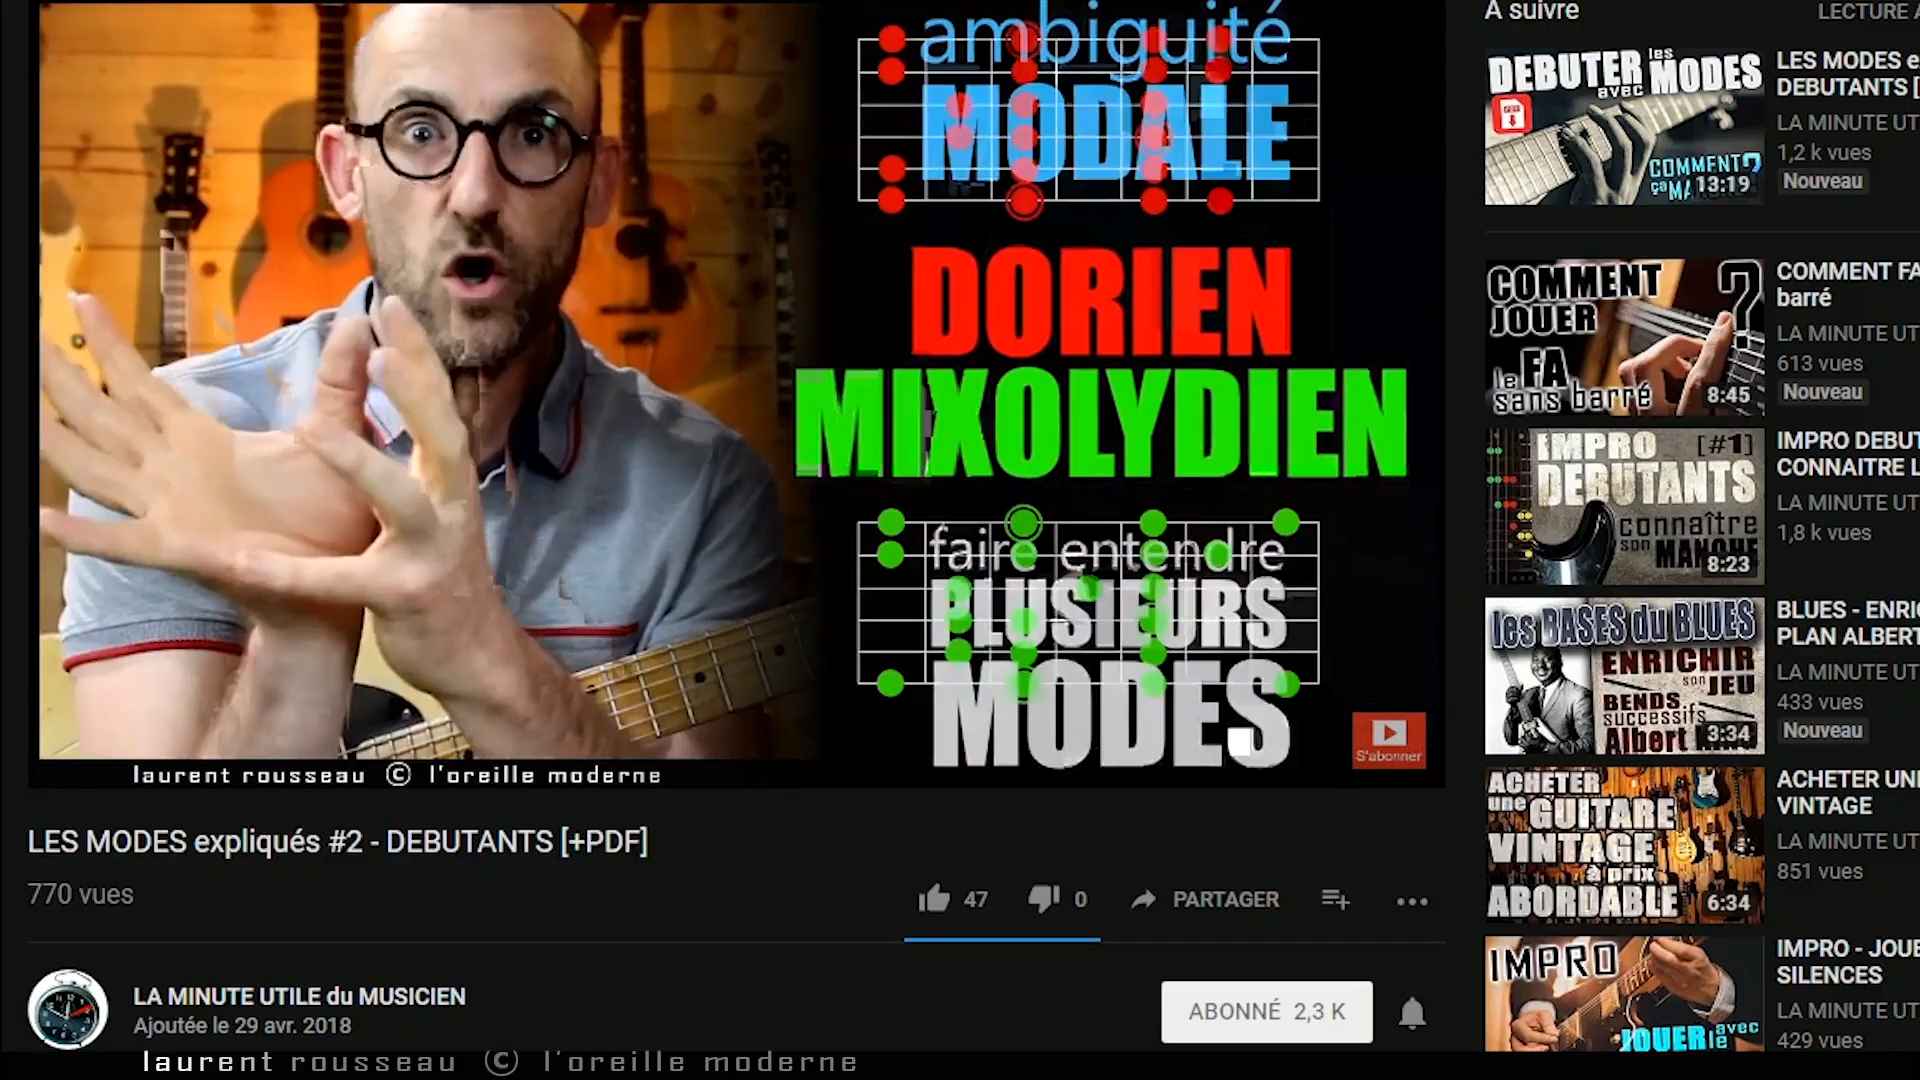 ambiguité
MODALE
DORIEN
MIXOLYDIEN
faire entendre
PLUSIEURS
MODES
S'abonner
laurent rousseau © l'oreille moderne
LES MODES expliqués #2 - DEBUTANTS [+PDF]
770 vues
47
0
PARTAGER
LA MINUTE UTILE du MUSICIEN
Ajoutée le 29 avr. 2018
ABONNÉ 2,3 K
laurent rousseau © l'oreille moderne
A suivre
LECTURE A
DEBUTER les MODES
avec
COMMENT ?
ça MA
13:19
LES MODES e
DEBUTANTS [
LA MINUTE UT
1,2 k vues
Nouveau
COMMENT ?
JOUER
le FA
sans barré
8:45
COMMENT FA
barré
LA MINUTE UT
613 vues
Nouveau
IMPRO [#1]
DEBUTANTS
connaître
son MANCHE
8:23
IMPRO DEBUT
CONNAITRE L
LA MINUTE UT
1,8 k vues
les BASES du BLUES
ENRICHIR
son JEU
BENDS
successifs
Albert
3:34
BLUES - ENRIC
PLAN ALBERT
LA MINUTE UT
433 vues
Nouveau
ACHETER
une GUITARE
VINTAGE
à prix
ABORDABLE
6:34
ACHETER UNE
VINTAGE
LA MINUTE UT
851 vues
IMPRO
JOUER avec
le
IMPRO - JOUE
SILENCES
LA MINUTE UT
429 vues